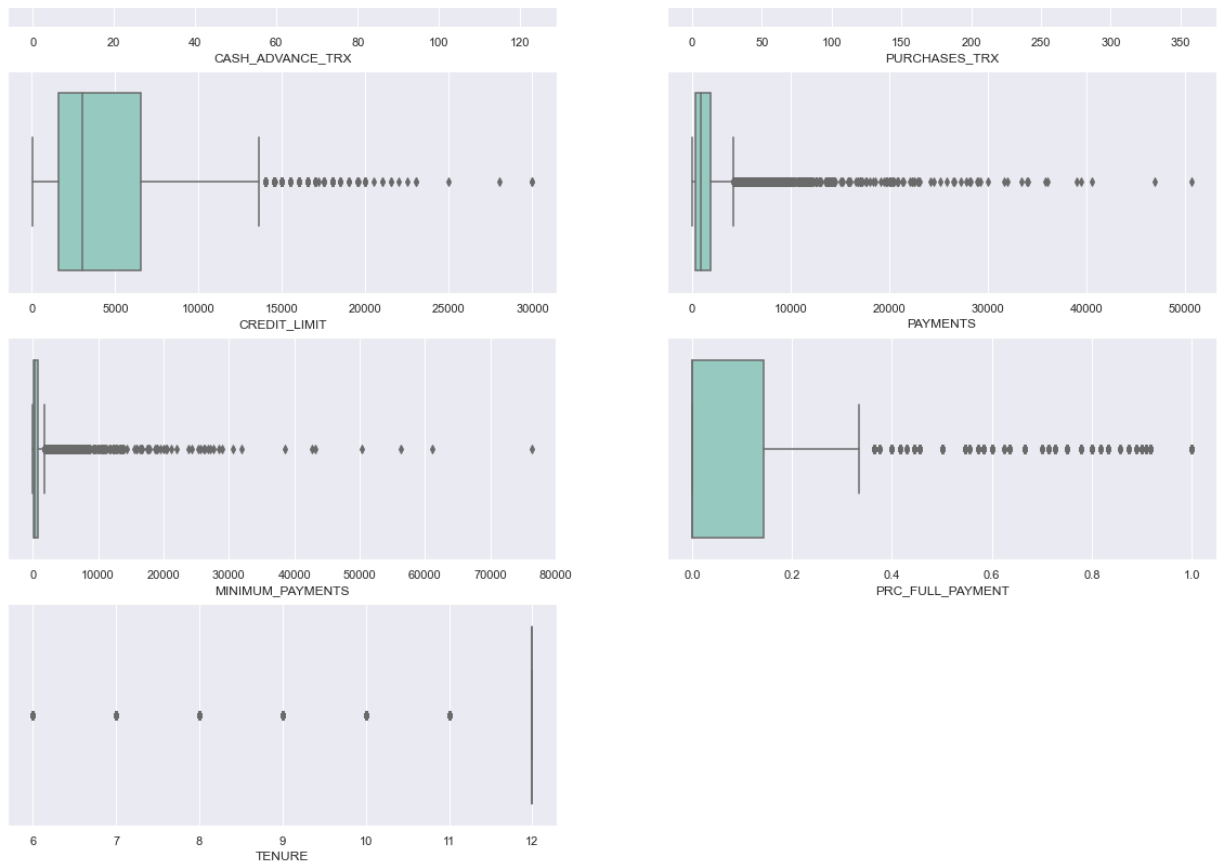 0 20 40 60 80 100 120
CASH_ADVANCE_TRX
0 50 100 150 200 250 300 350
PURCHASES_TRX
0 5000 10000 15000 20000 25000 30000
CREDIT_LIMIT
0 10000 20000 30000 40000 50000
PAYMENTS
0 10000 20000 30000 40000 50000 60000 70000 80000
MINIMUM_PAYMENTS
0.0 0.2 0.4 0.6 0.8 1.0
PRC_FULL_PAYMENT
6 7 8 9 10 11 12
TENURE